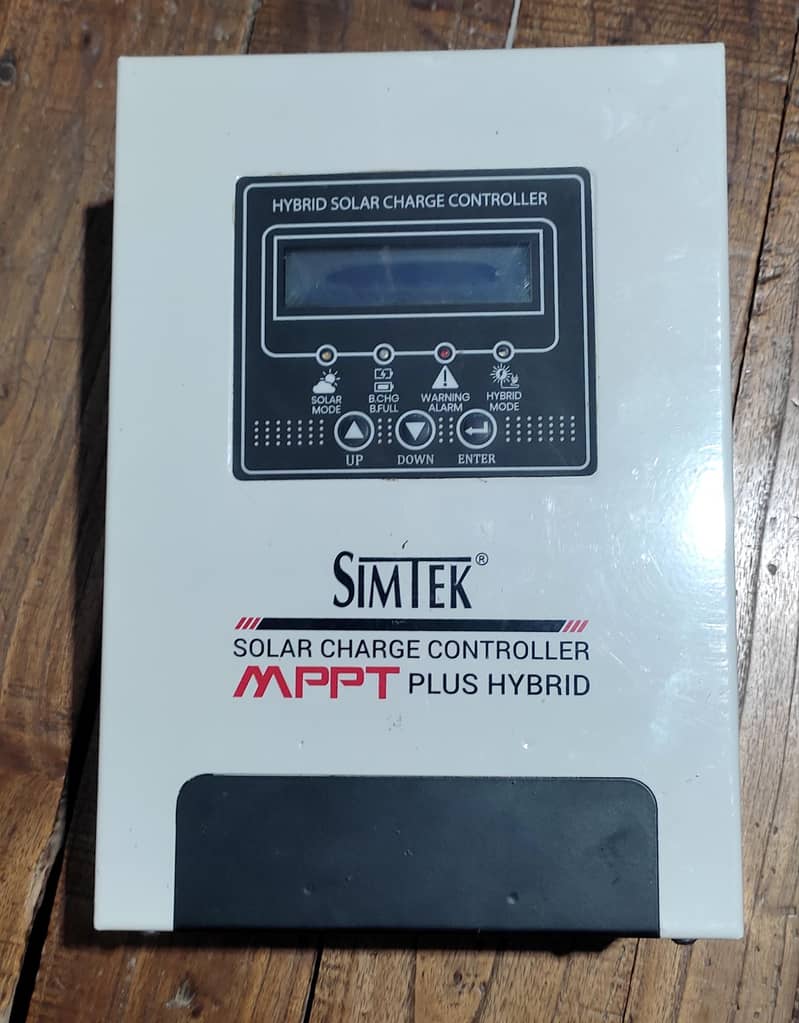 HYBRID SOLAR CHARGE CONTROLLER
SOLAR MODE
B.CHG B.FULL
WARNING ALARM
HYBRID MODE
UP DOWN ENTER
SIMTEK®
SOLAR CHARGE CONTROLLER
MPPT PLUS HYBRID